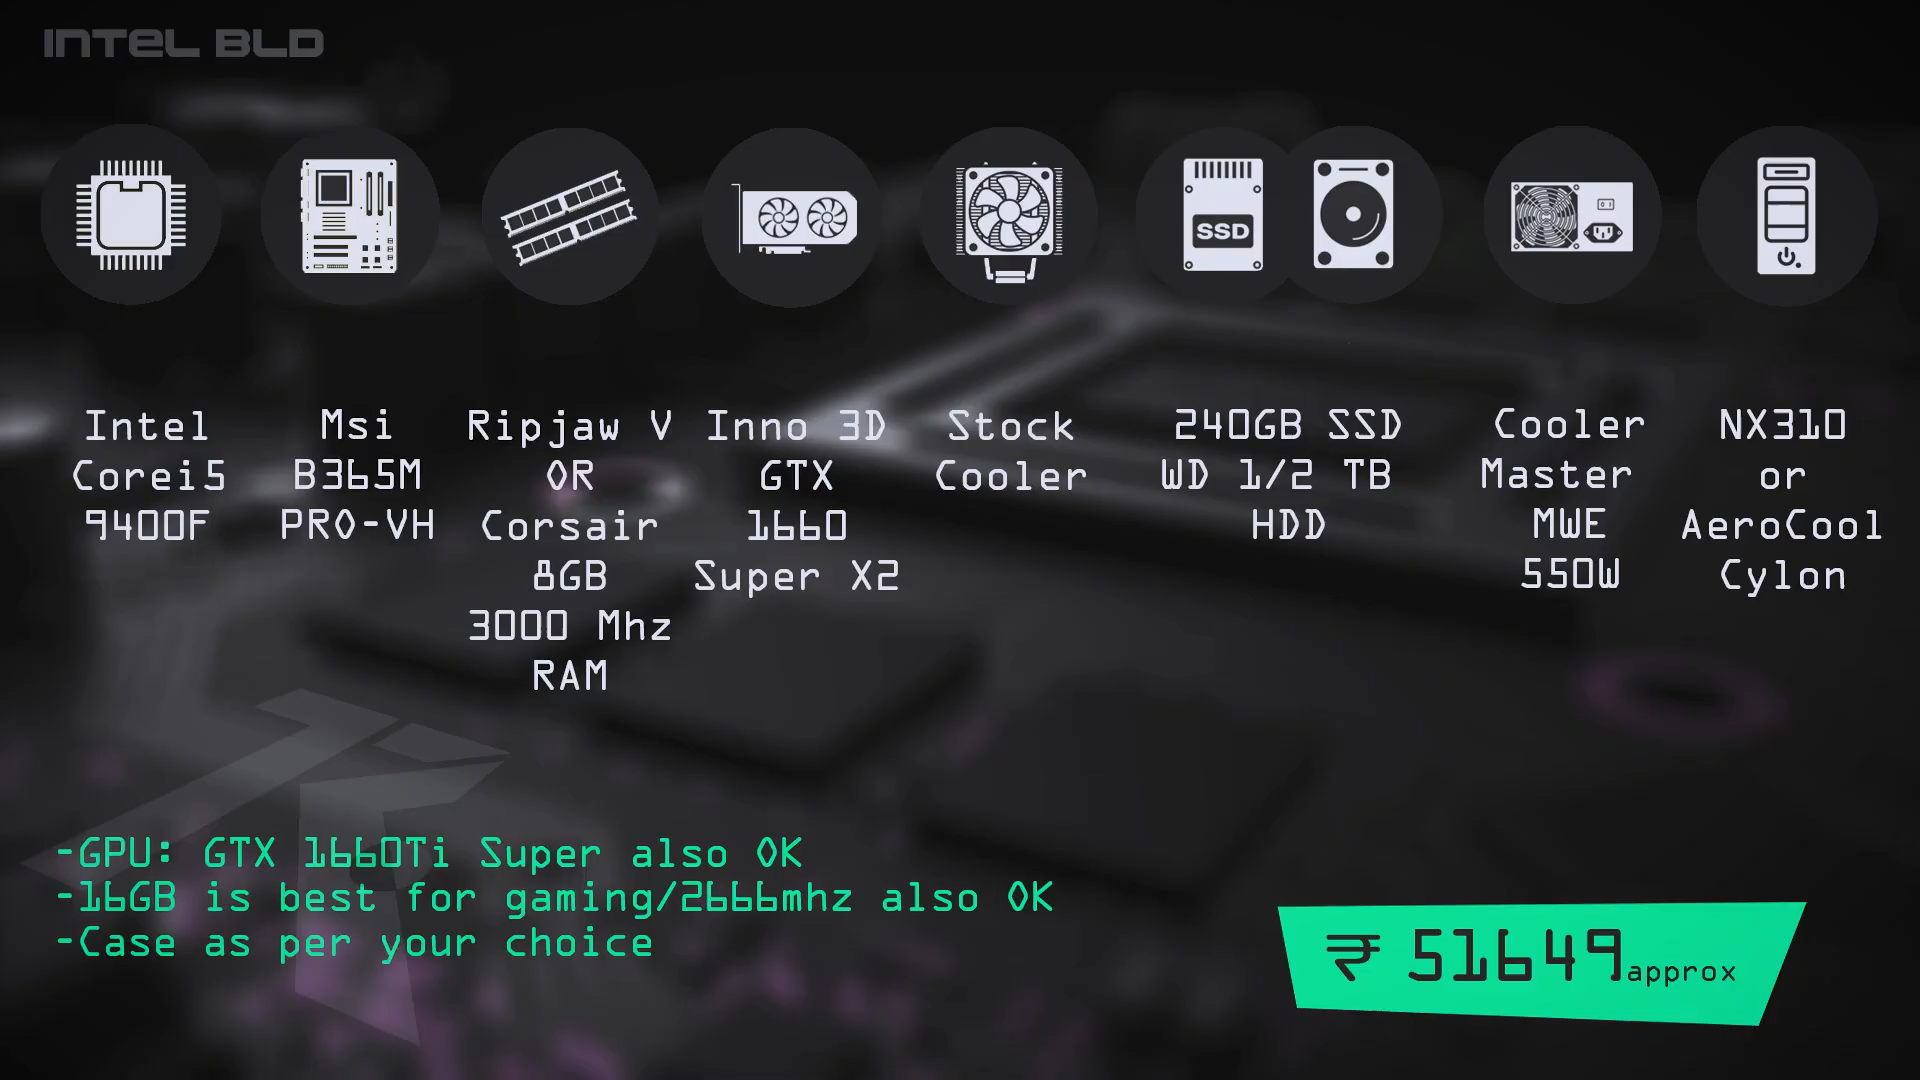 INTEL BLD
SSD
Intel
Corei5
9400F
Msi
B365M
PRO-VH
Ripjaw V
OR
Corsair
8GB
3000 Mhz
RAM
Inno 3D
GTX
1660
Super X2
Stock
Cooler
240GB SSD
WD 1/2 TB
HDD
Cooler
Master
MWE
550W
NX310
or
AeroCool
Cylon
-GPU: GTX 1660Ti Super also OK
-16GB is best for gaming/2666mhz also OK
-Case as per your choice
₹ 51649approx